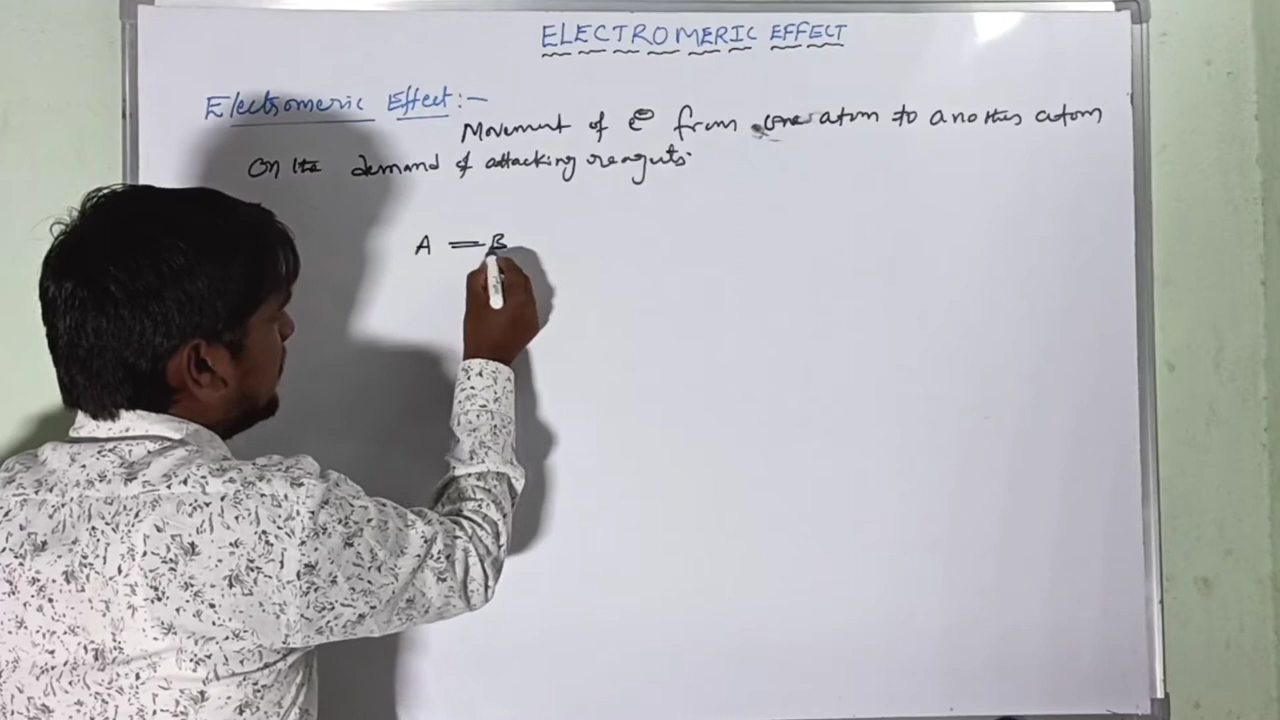 ELECTROMERIC EFFECT
Electromeric Effect:-
Movement of e⊖ from one atom to another atom
On the demand of attacking reagents.
A = B